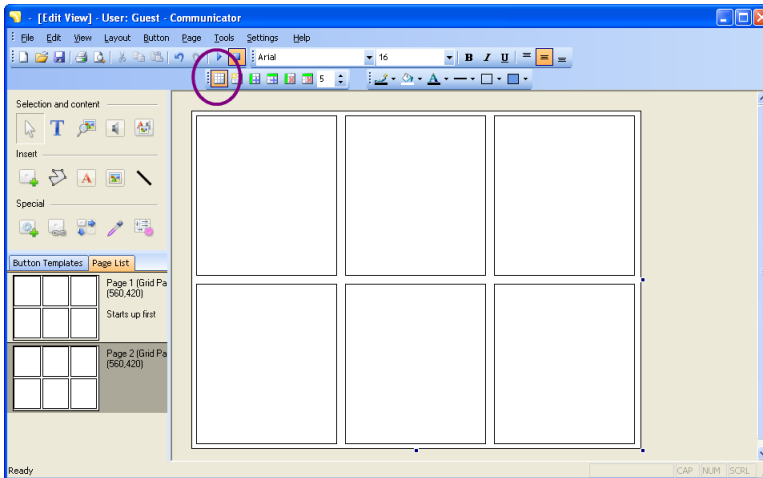 - [Edit View] - User: Guest - Communicator
File Edit View Layout Button Page Tools Settings Help
Arial 16 B I U
5 A
Selection and content
T
Insert
A
Special
Button Templates Page List
Page 1 (Grid Pa
(560,420)
Starts up first
Page 2 (Grid Pa
(560,420)
Ready CAP NUM SCRL